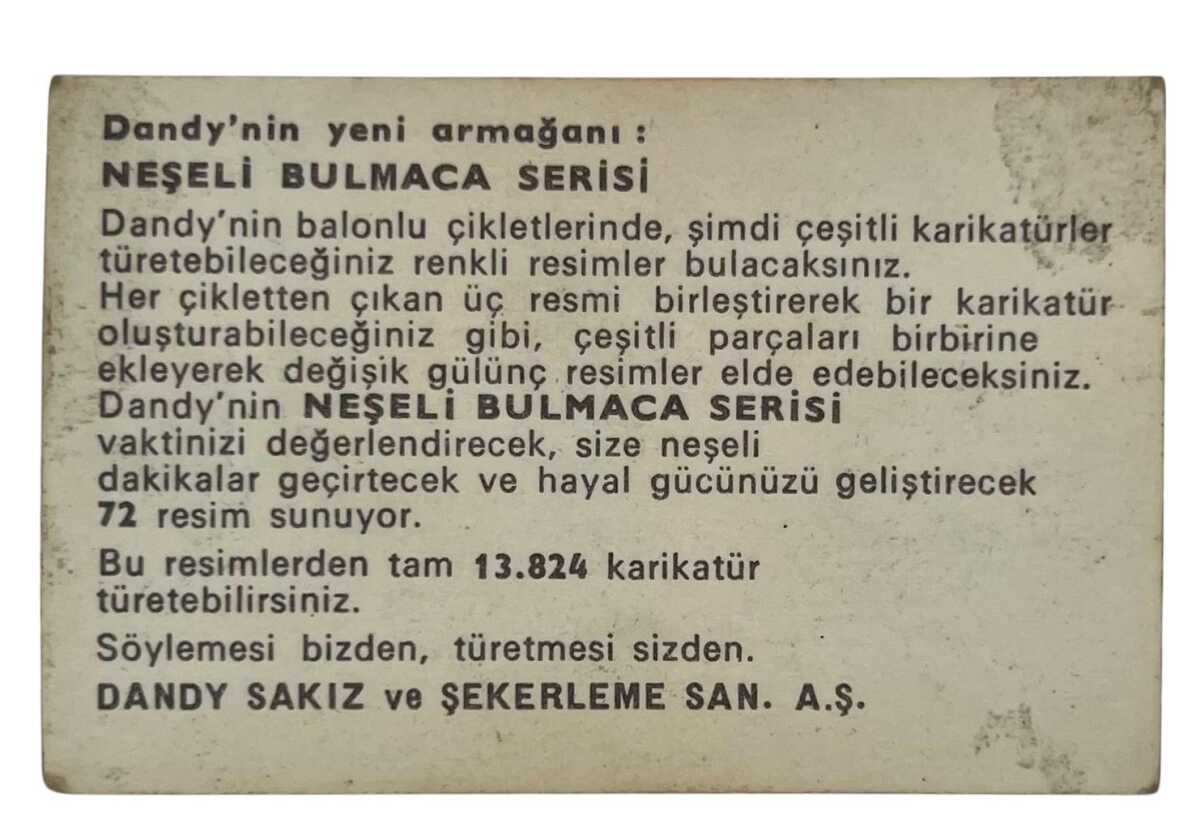 Dandy'nin yeni armağanı :
NEŞELİ BULMACA SERİSİ
Dandy'nin balonlu çikletlerinde, şimdi çeşitli karikatürler
türetebileceğiniz renkli resimler bulacaksınız.
Her çikletten çıkan üç resmi birleştirerek bir karikatür
oluşturabileceğiniz gibi, çeşitli parçaları birbirine
ekleyerek değişik gülünç resimler elde edebileceksiniz.
Dandy'nin NEŞELİ BULMACA SERİSİ
vaktinizi değerlendirecek, size neşeli
dakikalar geçirtecek ve hayal gücünüzü geliştirecek
72 resim sunuyor.
Bu resimlerden tam 13.824 karikatür
türetebilirsiniz.
Söylemesi bizden, türetmesi sizden.
DANDY SAKIZ ve ŞEKERLEME SAN. A.Ş.